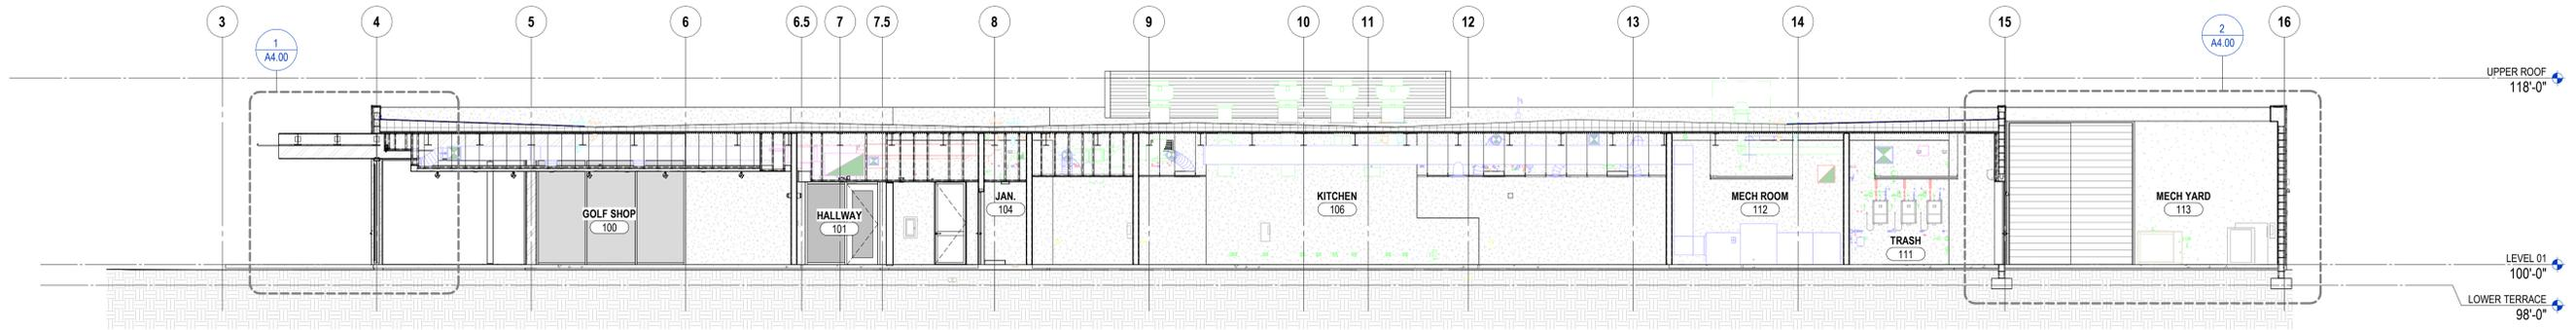 3
4
5
6
6.5
7
7.5
8
9
10
11
12
13
14
15
16
1
A4.00
2
A4.00
UPPER ROOF
118'-0"
GOLF SHOP
100
HALLWAY
101
JAN.
104
KITCHEN
106
MECH ROOM
112
TRASH
111
MECH YARD
113
LEVEL 01
100'-0"
LOWER TERRACE
98'-0"